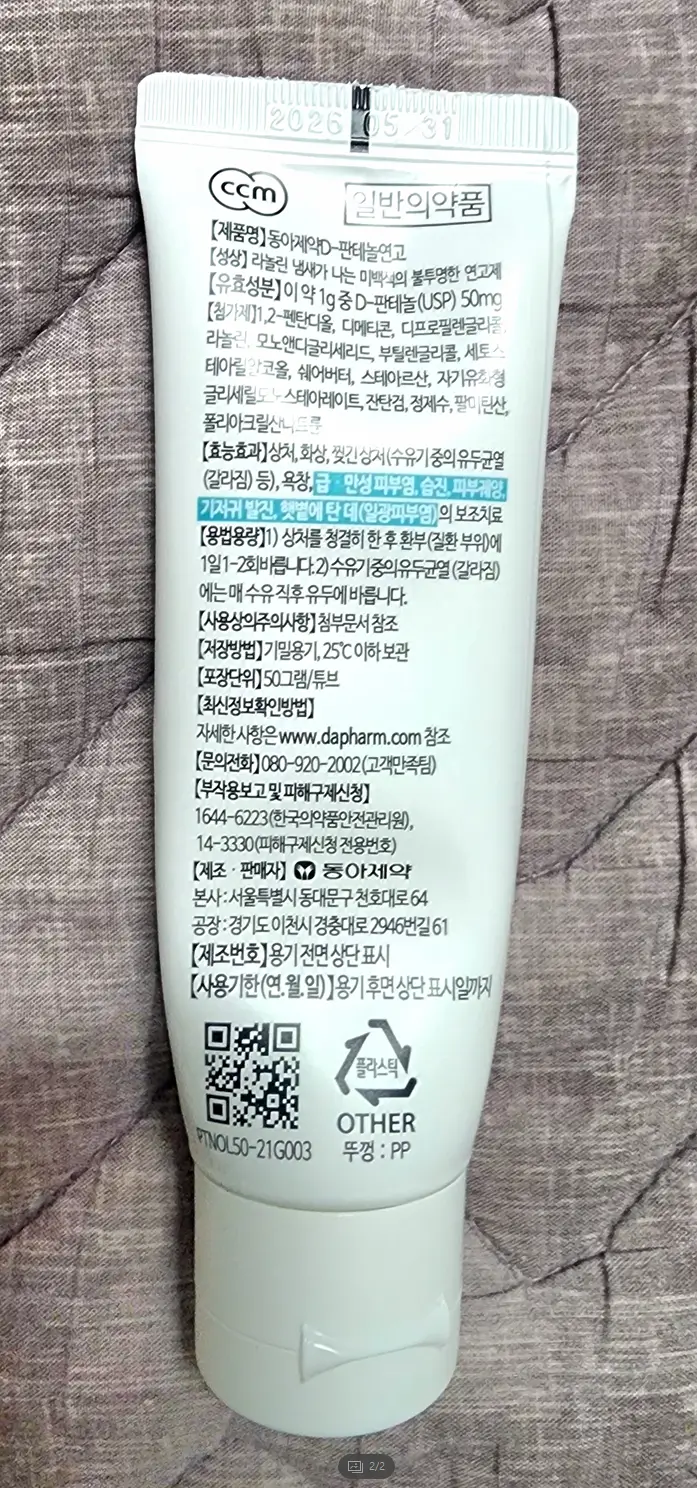 2026 05 31
ccm
일반의약품
【제품명】동아제약D-판테놀연고
【성상】라놀린 냄새가 나는 미백색의 불투명한 연고제
【유효성분】이 약 1g 중 D-판테놀(USP) 50mg
【첨가제】1,2-펜탄디올, 디메티콘, 디프로필렌글리콜,
라놀린, 모노앤디글리세리드, 부틸렌글리콜, 세토스
테아릴알코올, 쉐어버터, 스테아르산, 자기유화형
글리세릴모노스테아레이트, 잔탄검, 정제수, 팔미틴산,
폴리아크릴산나트륨
【효능효과】상처, 화상, 찢긴 상처(수유기 중의 유두균열
(갈라짐) 등), 욕창, 급·만성 피부염, 습진, 피부궤양,
기저귀 발진, 햇볕에 탄 데(일광피부염)의 보조치료
【용법용량】1) 상처를 청결히 한 후 환부(질환 부위)에
1일 1-2회 바릅니다. 2) 수유기 중의 유두균열 (갈라짐)
에는 매 수유 직후 유두에 바릅니다.
【사용상의주의사항】첨부문서 참조
【저장방법】기밀용기, 25℃ 이하 보관
【포장단위】50그램/튜브
【최신정보확인방법】
자세한 사항은 www.dapharm.com 참조
【문의전화】080-920-2002(고객만족팀)
【부작용보고 및 피해구제신청】
1644-6223(한국의약품안전관리원),
14-3330(피해구제신청 전용번호)
【제조·판매자】 동아제약
본사 : 서울특별시 동대문구 천호대로 64
공장 : 경기도 이천시 경충대로 2946번길 61
【제조번호】용기 전면 상단 표시
【사용기한(연.월.일)】용기 후면 상단 표시일까지
플라스틱
OTHER
PTNOL50-21G003
뚜껑 : PP
2/2